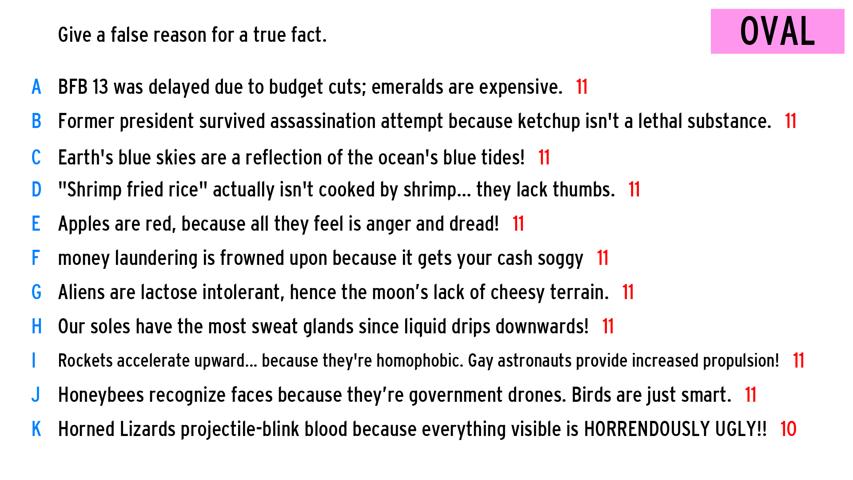 Give a false reason for a true fact.
OVAL
A BFB 13 was delayed due to budget cuts; emeralds are expensive. 11
B Former president survived assassination attempt because ketchup isn't a lethal substance. 11
C Earth's blue skies are a reflection of the ocean's blue tides! 11
D "Shrimp fried rice" actually isn't cooked by shrimp... they lack thumbs. 11
E Apples are red, because all they feel is anger and dread! 11
F money laundering is frowned upon because it gets your cash soggy 11
G Aliens are lactose intolerant, hence the moon’s lack of cheesy terrain. 11
H Our soles have the most sweat glands since liquid drips downwards! 11
I Rockets accelerate upward... because they're homophobic. Gay astronauts provide increased propulsion! 11
J Honeybees recognize faces because they’re government drones. Birds are just smart. 11
K Horned Lizards projectile-blink blood because everything visible is HORRENDOUSLY UGLY!! 10